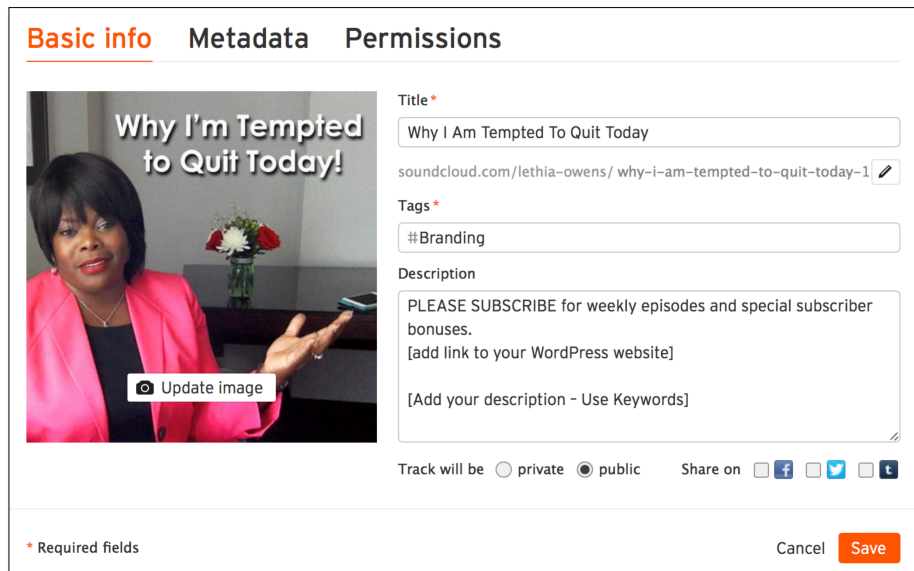 Basic info Metadata Permissions
Why I'm Tempted
to Quit Today!
Update image
Title *
Why I Am Tempted To Quit Today
soundcloud.com/lethia-owens/ why-i-am-tempted-to-quit-today-1
Tags *
#Branding
Description
PLEASE SUBSCRIBE for weekly episodes and special subscriber
bonuses.
[add link to your WordPress website]
[Add your description - Use Keywords]
Track will be private public Share on f t
* Required fields
Cancel Save